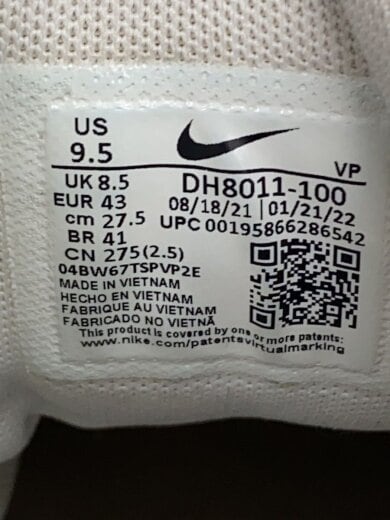 US
9.5
VP
UK 8.5
DH8011-100
EUR 43
08/18/21 | 01/21/22
cm 27.5
UPC 00195866286542
BR 41
CN 275(2.5)
04BW67TSPVP2E
MADE IN VIETNAM
HECHO EN VIETNAM
FABRIQUE AU VIETNAM
FABRICADO NO VIETNÃ
This product is covered by one or more patents:
www.nike.com/patentsvirtualmarking